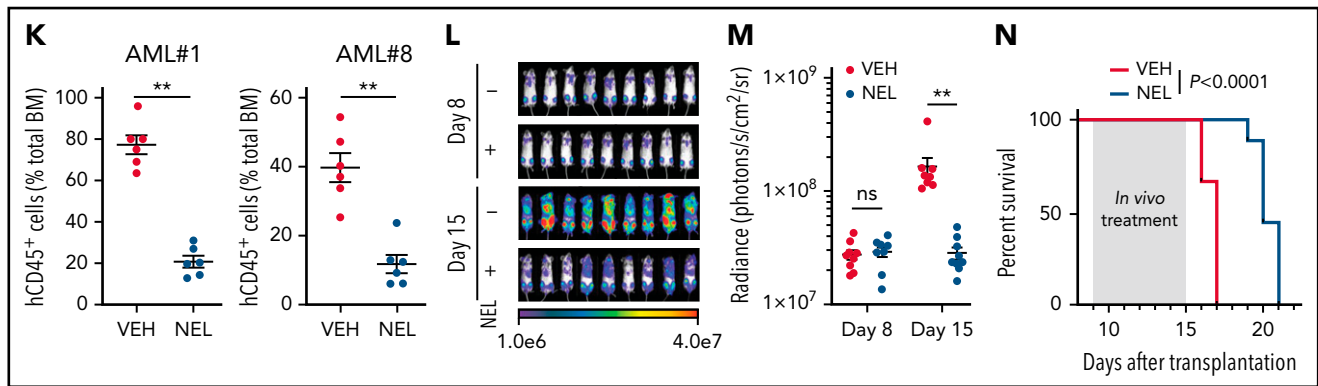 K
AML#1
**
hCD45+ cells (% total BM)
100
80
60
40
20
0
VEH NEL
AML#8
**
hCD45+ cells (% total BM)
60
40
20
0
VEH NEL
L
Day 8
−
+
Day 15
−
+
NEL
1.0e6 4.0e7
M
VEH
NEL
Radiance (photons/s/cm²/sr)
1×10⁹
1×10⁸
1×10⁷
ns
**
Day 8 Day 15
N
VEH
NEL
P<0.0001
Percent survival
100
50
0
In vivo
treatment
10 15 20
Days after transplantation